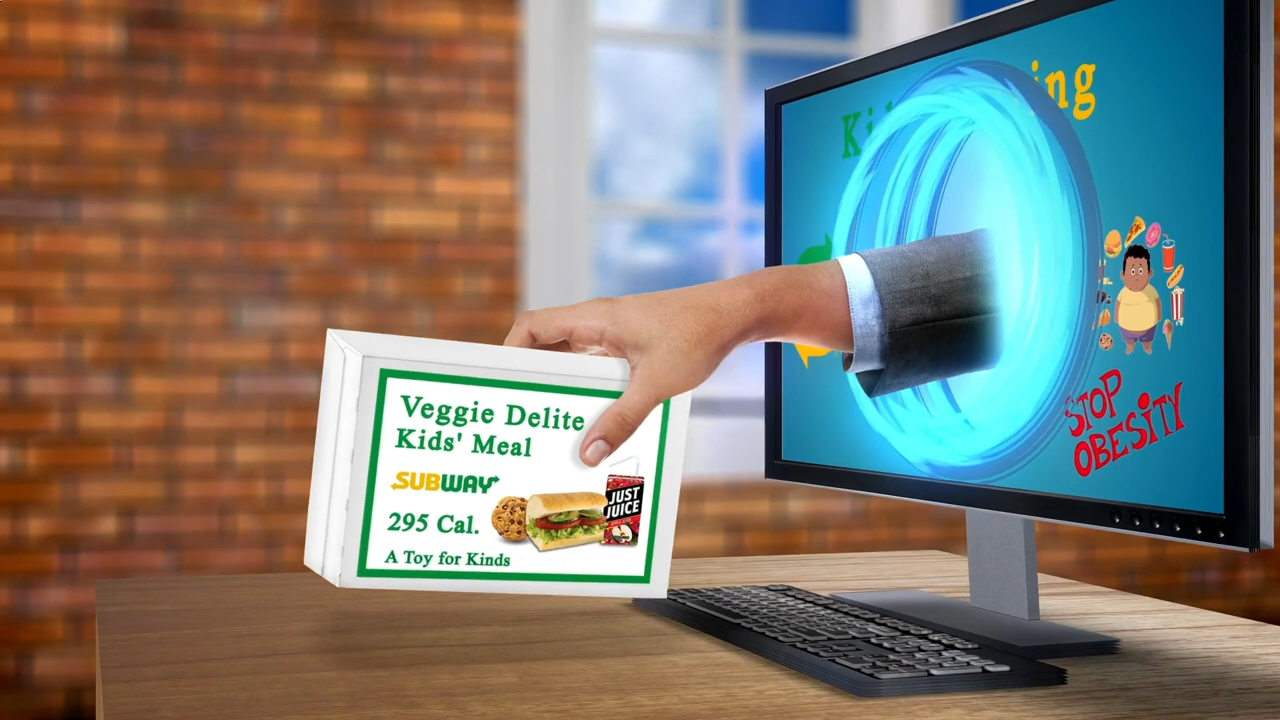 Veggie Delite
Kids' Meal
SUBWAY
295 Cal.
A Toy for Kinds
JUST
JUICE
STOP
OBESITY